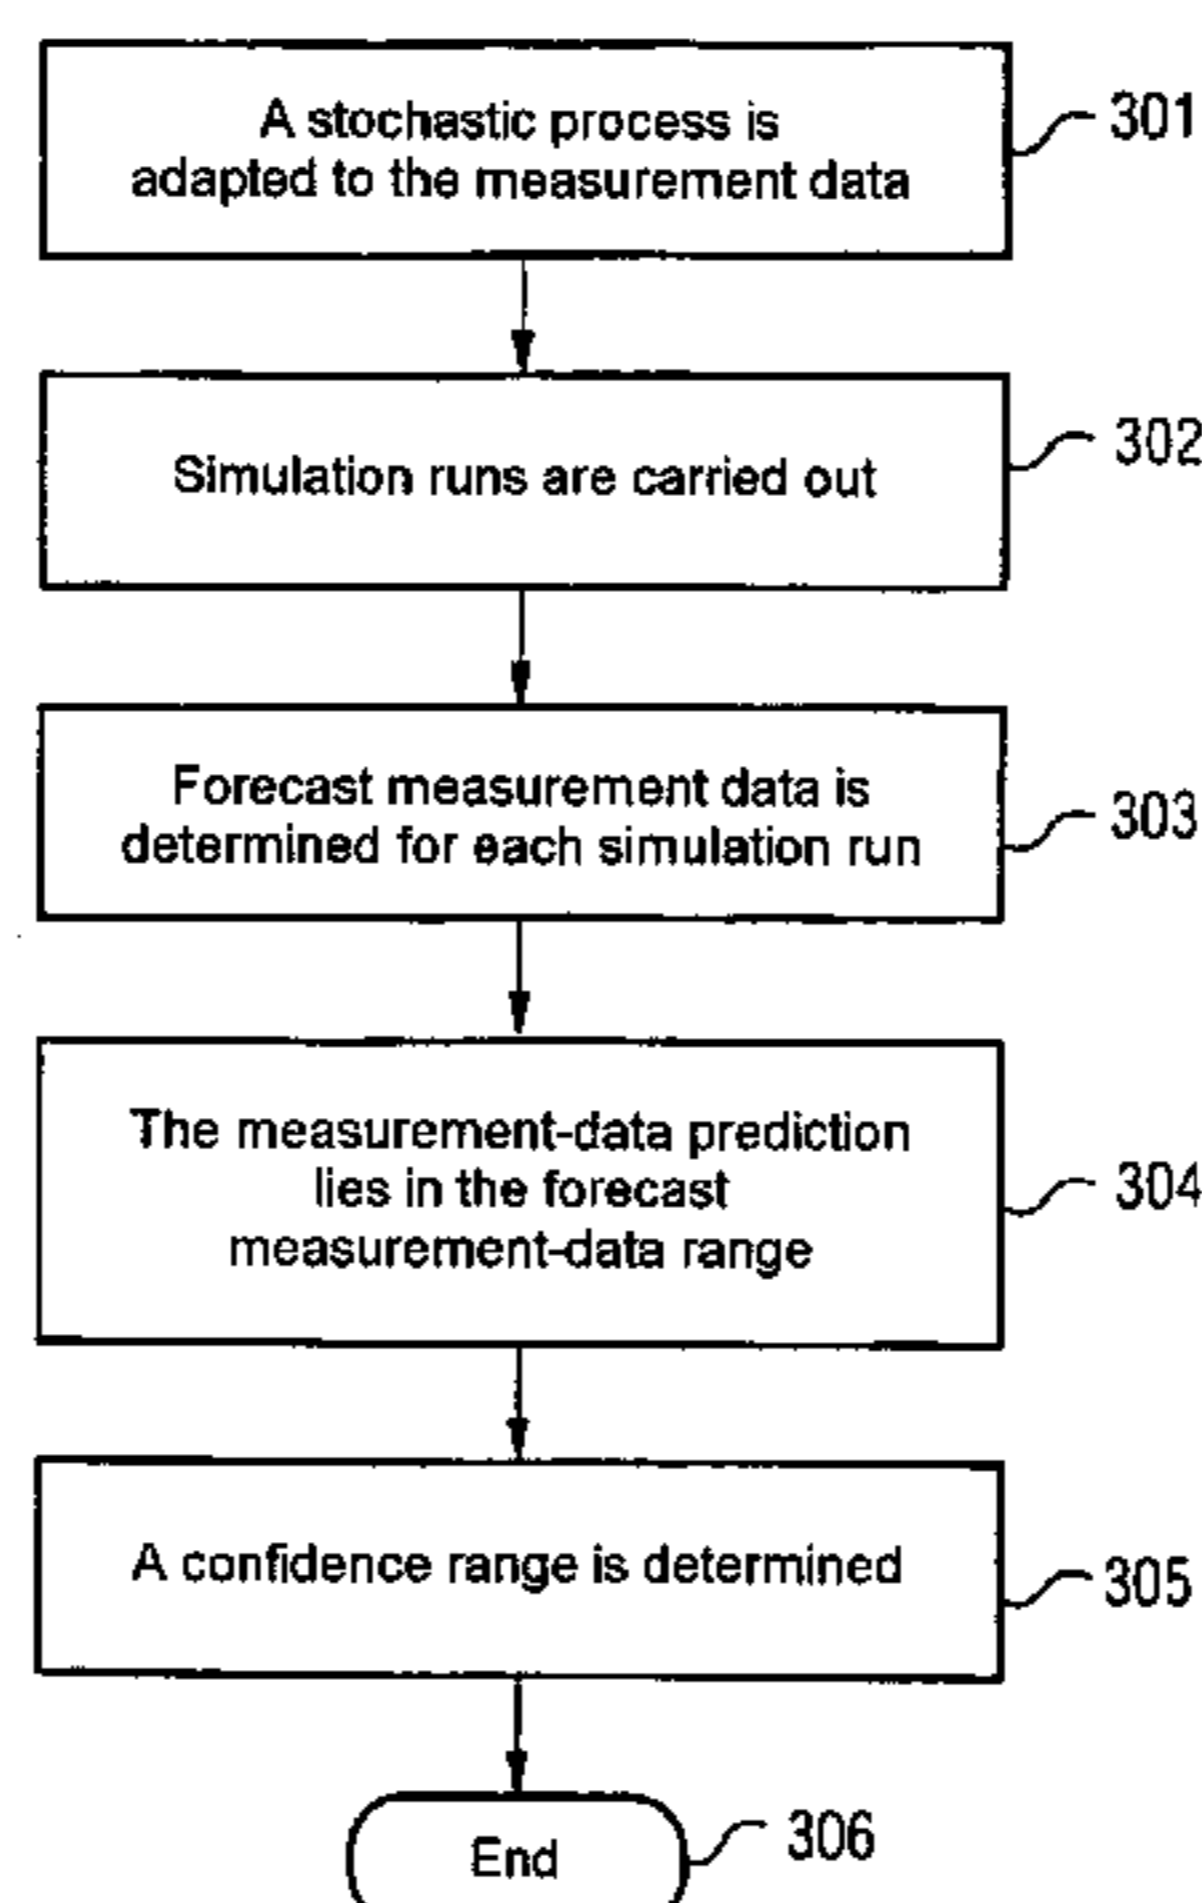 A stochastic process is
adapted to the measurement data
301
Simulation runs are carried out
302
Forecast measurement data is
determined for each simulation run
303
The measurement-data prediction
lies in the forecast
measurement-data range
304
A confidence range is determined
305
End
306